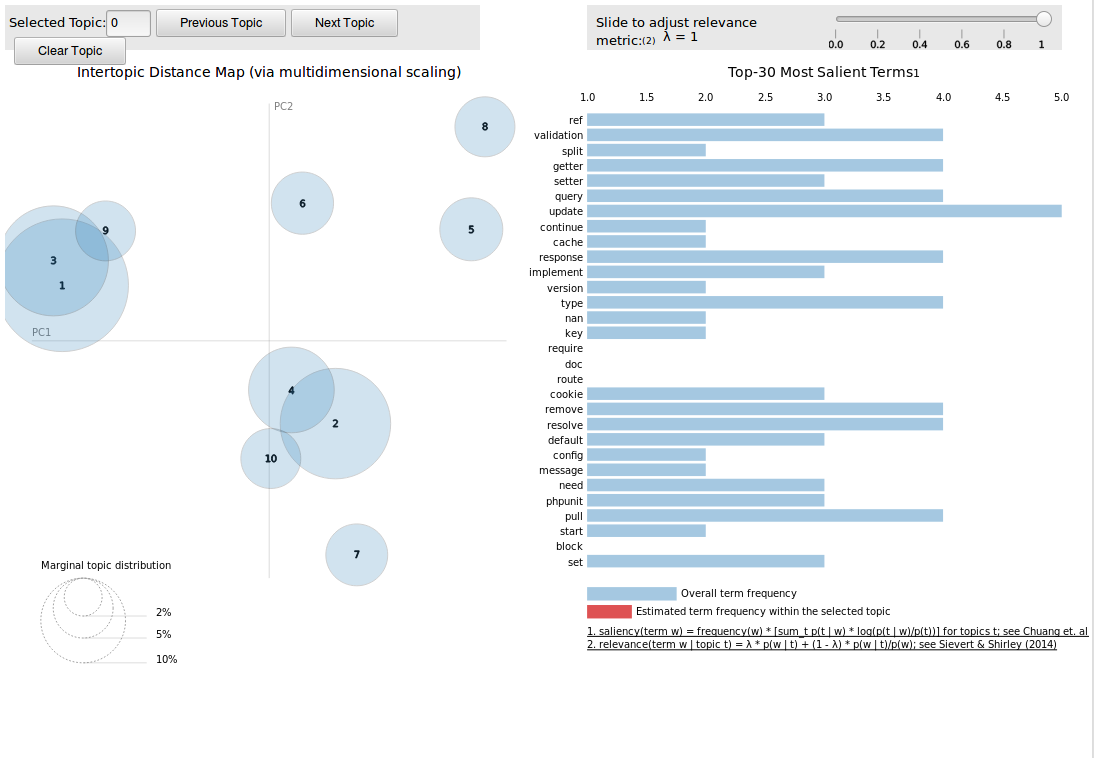 Selected Topic: 0 Previous Topic Next Topic
Clear Topic
Slide to adjust relevance
metric:(2) λ = 1
0.0 0.2 0.4 0.6 0.8 1
Intertopic Distance Map (via multidimensional scaling)
PC2
8
6
5
9
3
1
PC1
4
2
10
7
Marginal topic distribution
2%
5%
10%
Top-30 Most Salient Terms1
1.0 1.5 2.0 2.5 3.0 3.5 4.0 4.5 5.0
ref
validation
split
getter
setter
query
update
continue
cache
response
implement
version
type
nan
key
require
doc
route
cookie
remove
resolve
default
config
message
need
phpunit
pull
start
block
set
Overall term frequency
Estimated term frequency within the selected topic
1. saliency(term w) = frequency(w) * [sum_t p(t | w) * log(p(t | w)/p(t))] for topics t; see Chuang et. al
2. relevance(term w | topic t) = λ * p(w | t) + (1 - λ) * p(w | t)/p(w); see Sievert & Shirley (2014)